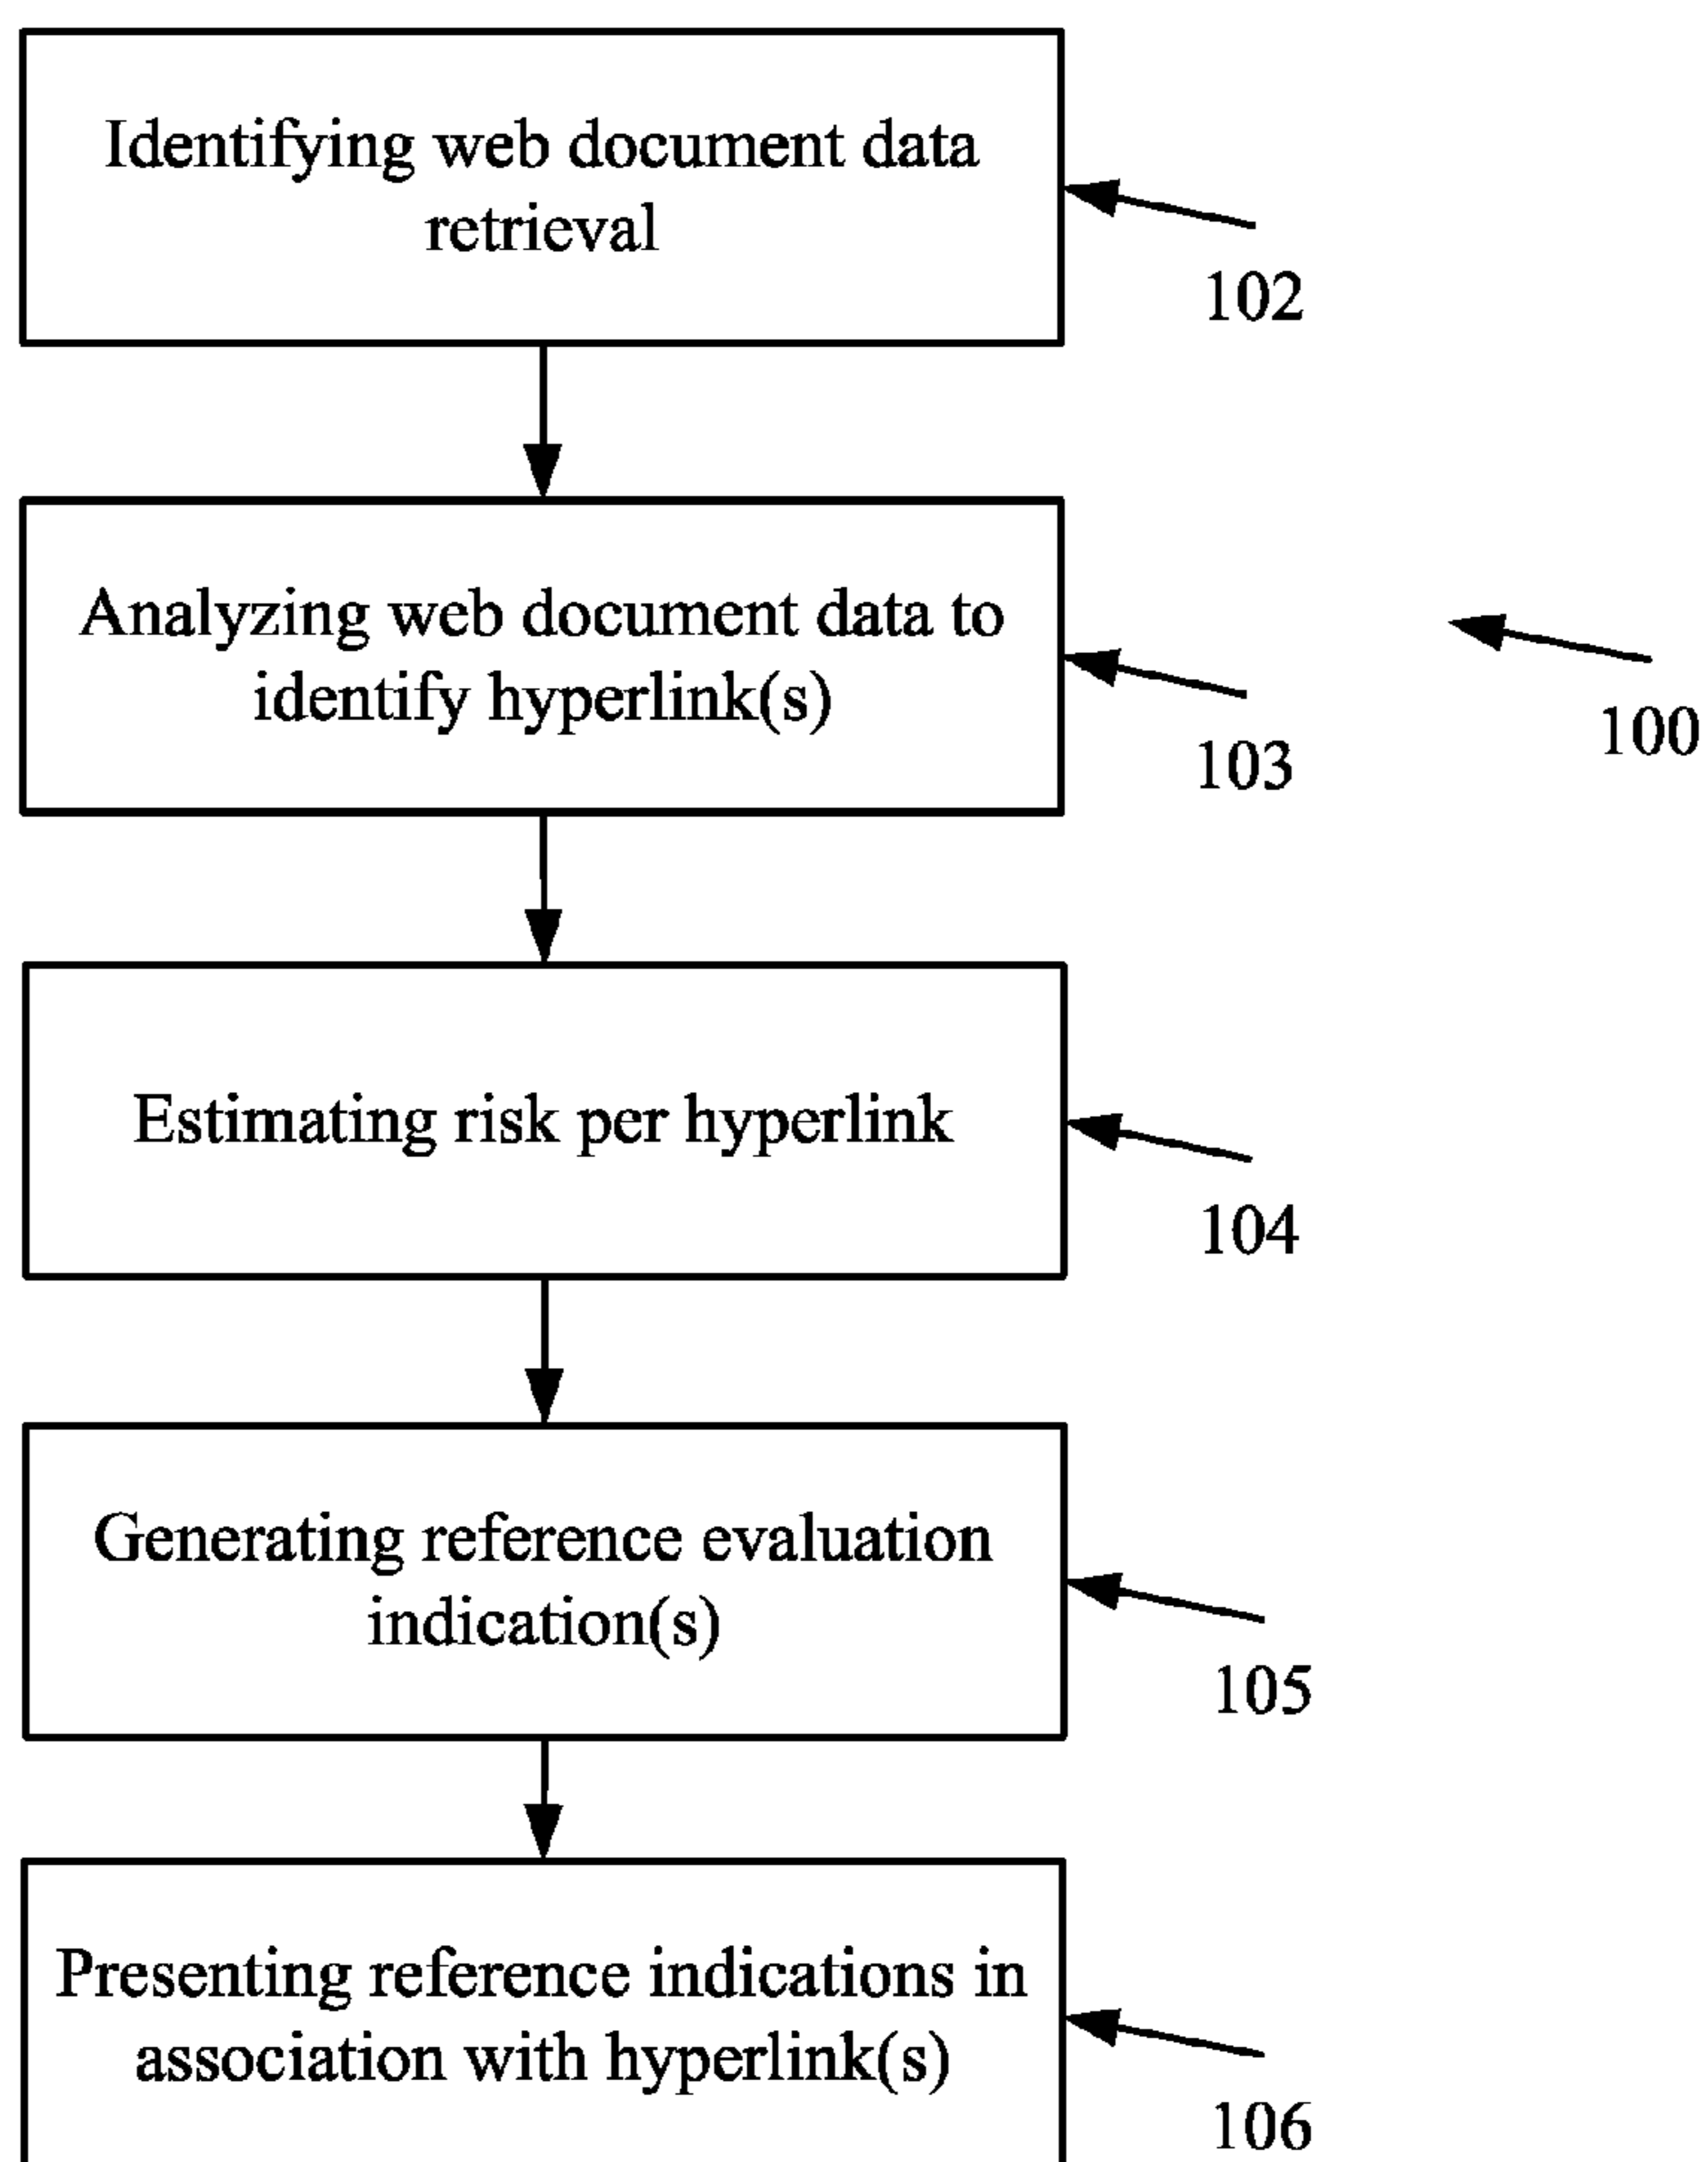 Identifying web document data
retrieval
102
Analyzing web document data to
identify hyperlink(s)
103
100
Estimating risk per hyperlink
104
Generating reference evaluation
indication(s)
105
Presenting reference indications in
association with hyperlink(s)
106